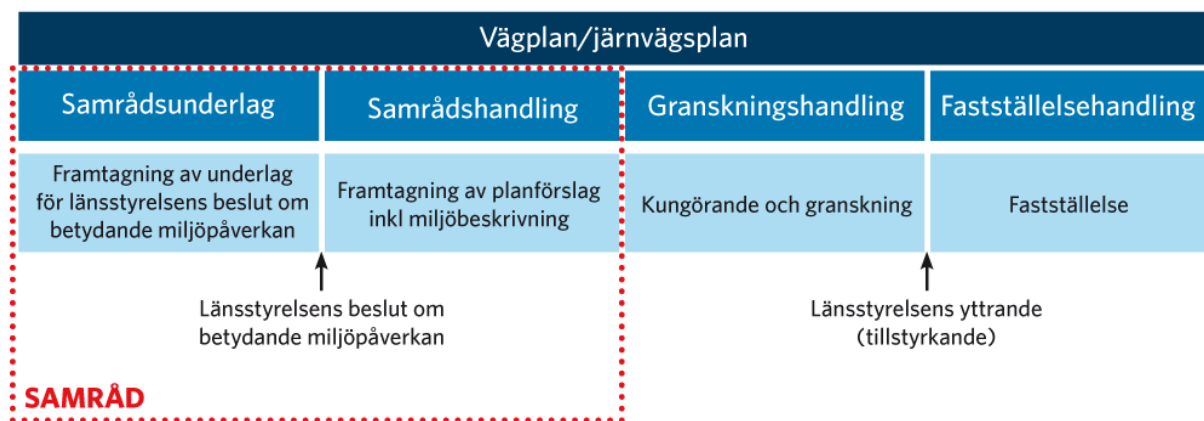 Vägplan/järnvägsplan
Samrådsunderlag
Samrådshandling
Granskningshandling
Fastställelsehandling
Framtagning av underlag
för länsstyrelsens beslut om
betydande miljöpåverkan
Framtagning av planförslag
inkl miljöbeskrivning
Kungörande och granskning
Fastställelse
Länsstyrelsens beslut om
betydande miljöpåverkan
Länsstyrelsens yttrande
(tillstyrkande)
SAMRÅD